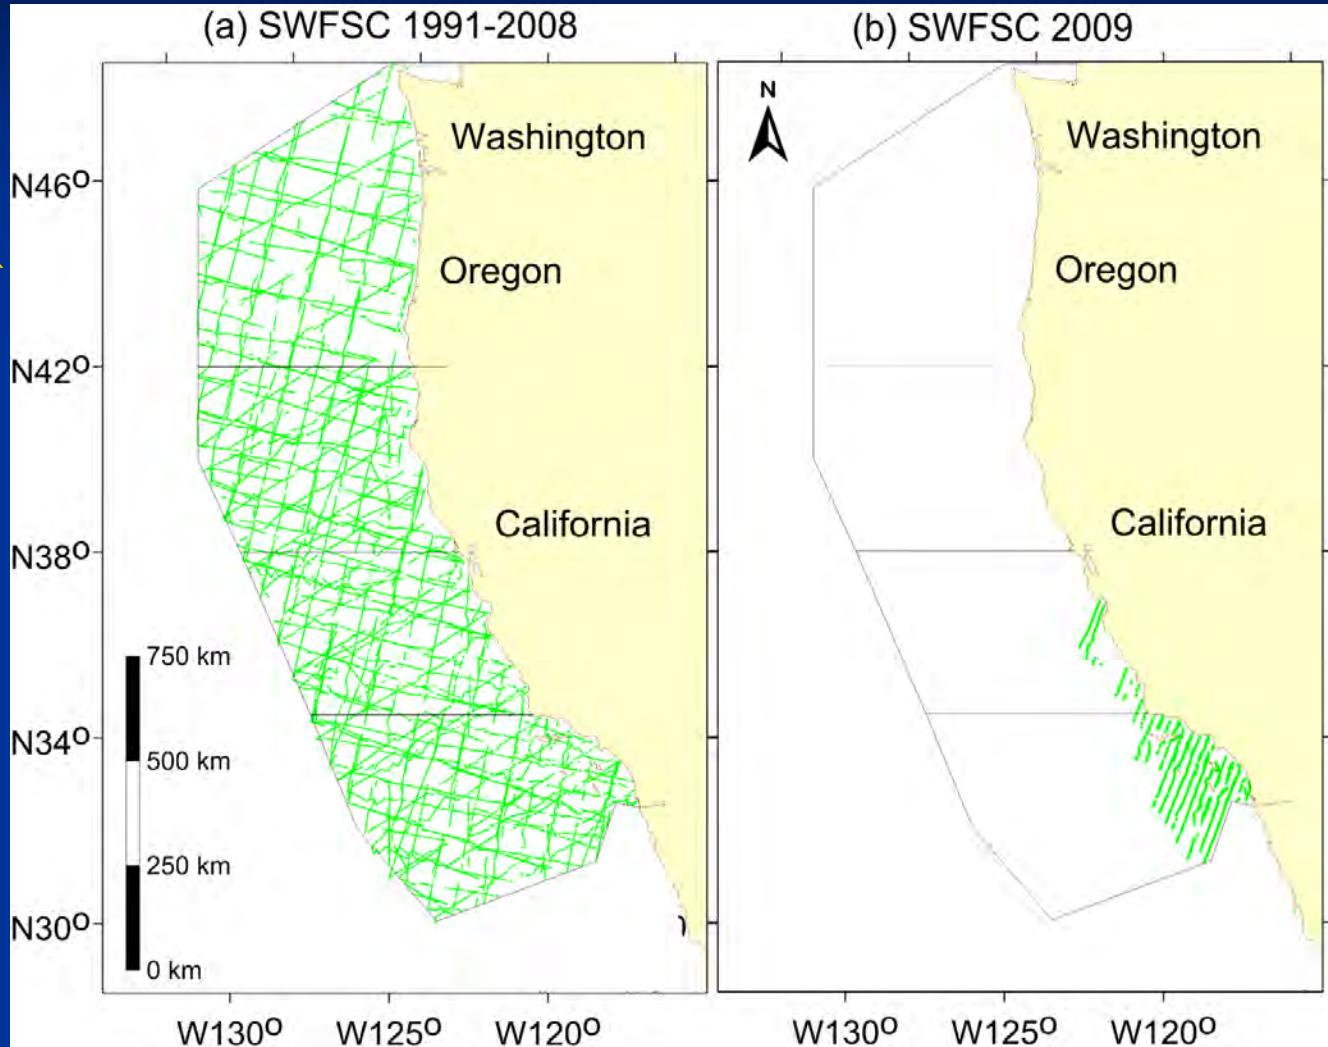 (a) SWFSC 1991-2008
(b) SWFSC 2009
N
Washington
Washington
N46º
Oregon
Oregon
N42º
California
California
N38º
750 km
N34º
500 km
250 km
N30º
0 km
W130º W125º W120º
W130º W125º W120º